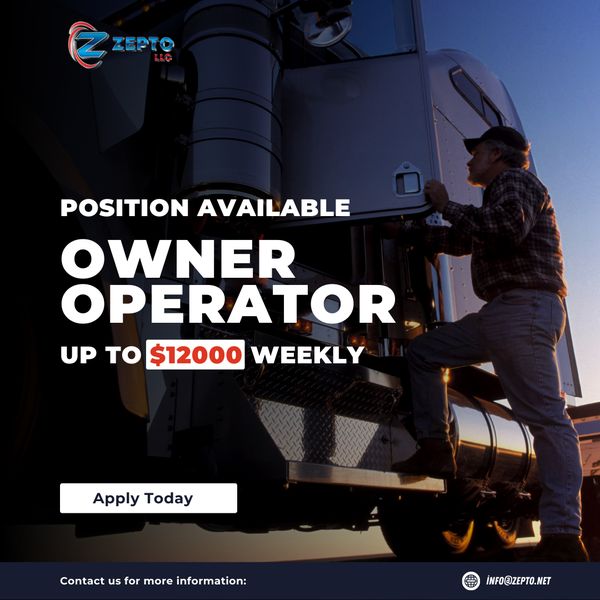 ZEPTO
LLC
POSITION AVAILABLE
OWNER
OPERATOR
UP TO $12000 WEEKLY
Apply Today
Contact us for more information:
INFO@ZEPTO.NET